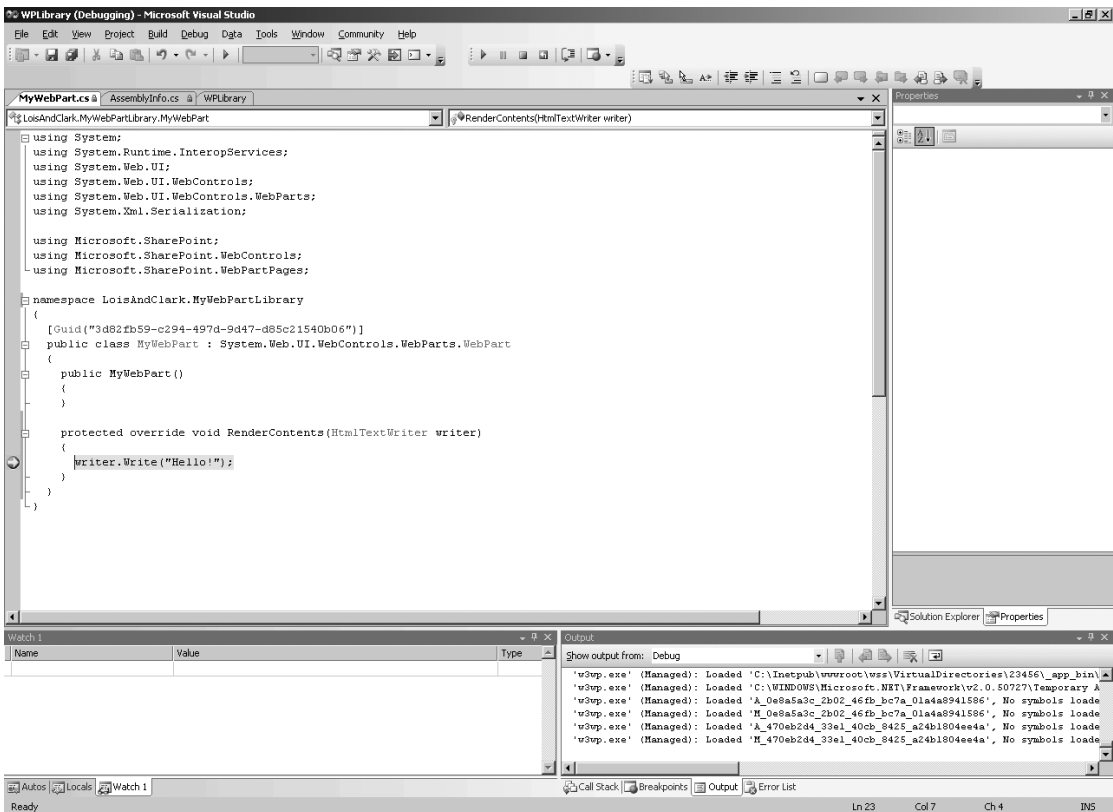 WPLibrary (Debugging) - Microsoft Visual Studio
File Edit View Project Build Debug Data Tools Window Community Help
MyWebPart.cs AssemblyInfo.cs WPLibrary
LoisAndClark.MyWebPartLibrary.MyWebPart
RenderContents(HtmlTextWriter writer)
using System;
using System.Runtime.InteropServices;
using System.Web.UI;
using System.Web.UI.WebControls;
using System.Web.UI.WebControls.WebParts;
using System.Xml.Serialization;
using Microsoft.SharePoint;
using Microsoft.SharePoint.WebControls;
using Microsoft.SharePoint.WebPartPages;
namespace LoisAndClark.MyWebPartLibrary
{
[Guid("3d82fb59-c294-497d-9d47-d85c21540b06")]
public class MyWebPart : System.Web.UI.WebControls.WebParts.WebPart
{
public MyWebPart()
{
}
protected override void RenderContents(HtmlTextWriter writer)
{
writer.Write("Hello!");
}
}
}
Properties
Solution Explorer Properties
Watch 1
Name Value Type
Autos Locals Watch 1
Output
Show output from: Debug
'w3wp.exe' (Managed): Loaded 'C:\Inetpub\wwwroot\wss\VirtualDirectories\23456\_app_bin\
'w3wp.exe' (Managed): Loaded 'C:\WINDOWS\Microsoft.NET\Framework\v2.0.50727\Temporary A
'w3wp.exe' (Managed): Loaded 'A_0e8a5a3c_2b02_46fb_bc7a_01a4a8941586', No symbols loade
'w3wp.exe' (Managed): Loaded 'M_0e8a5a3c_2b02_46fb_bc7a_01a4a8941586', No symbols loade
'w3wp.exe' (Managed): Loaded 'A_470eb2d4_33e1_40cb_8425_a24b1804ee4a', No symbols loade
'w3wp.exe' (Managed): Loaded 'M_470eb2d4_33e1_40cb_8425_a24b1804ee4a', No symbols loade
Call Stack Breakpoints Output Error List
Ready Ln 23 Col 7 Ch 4 INS